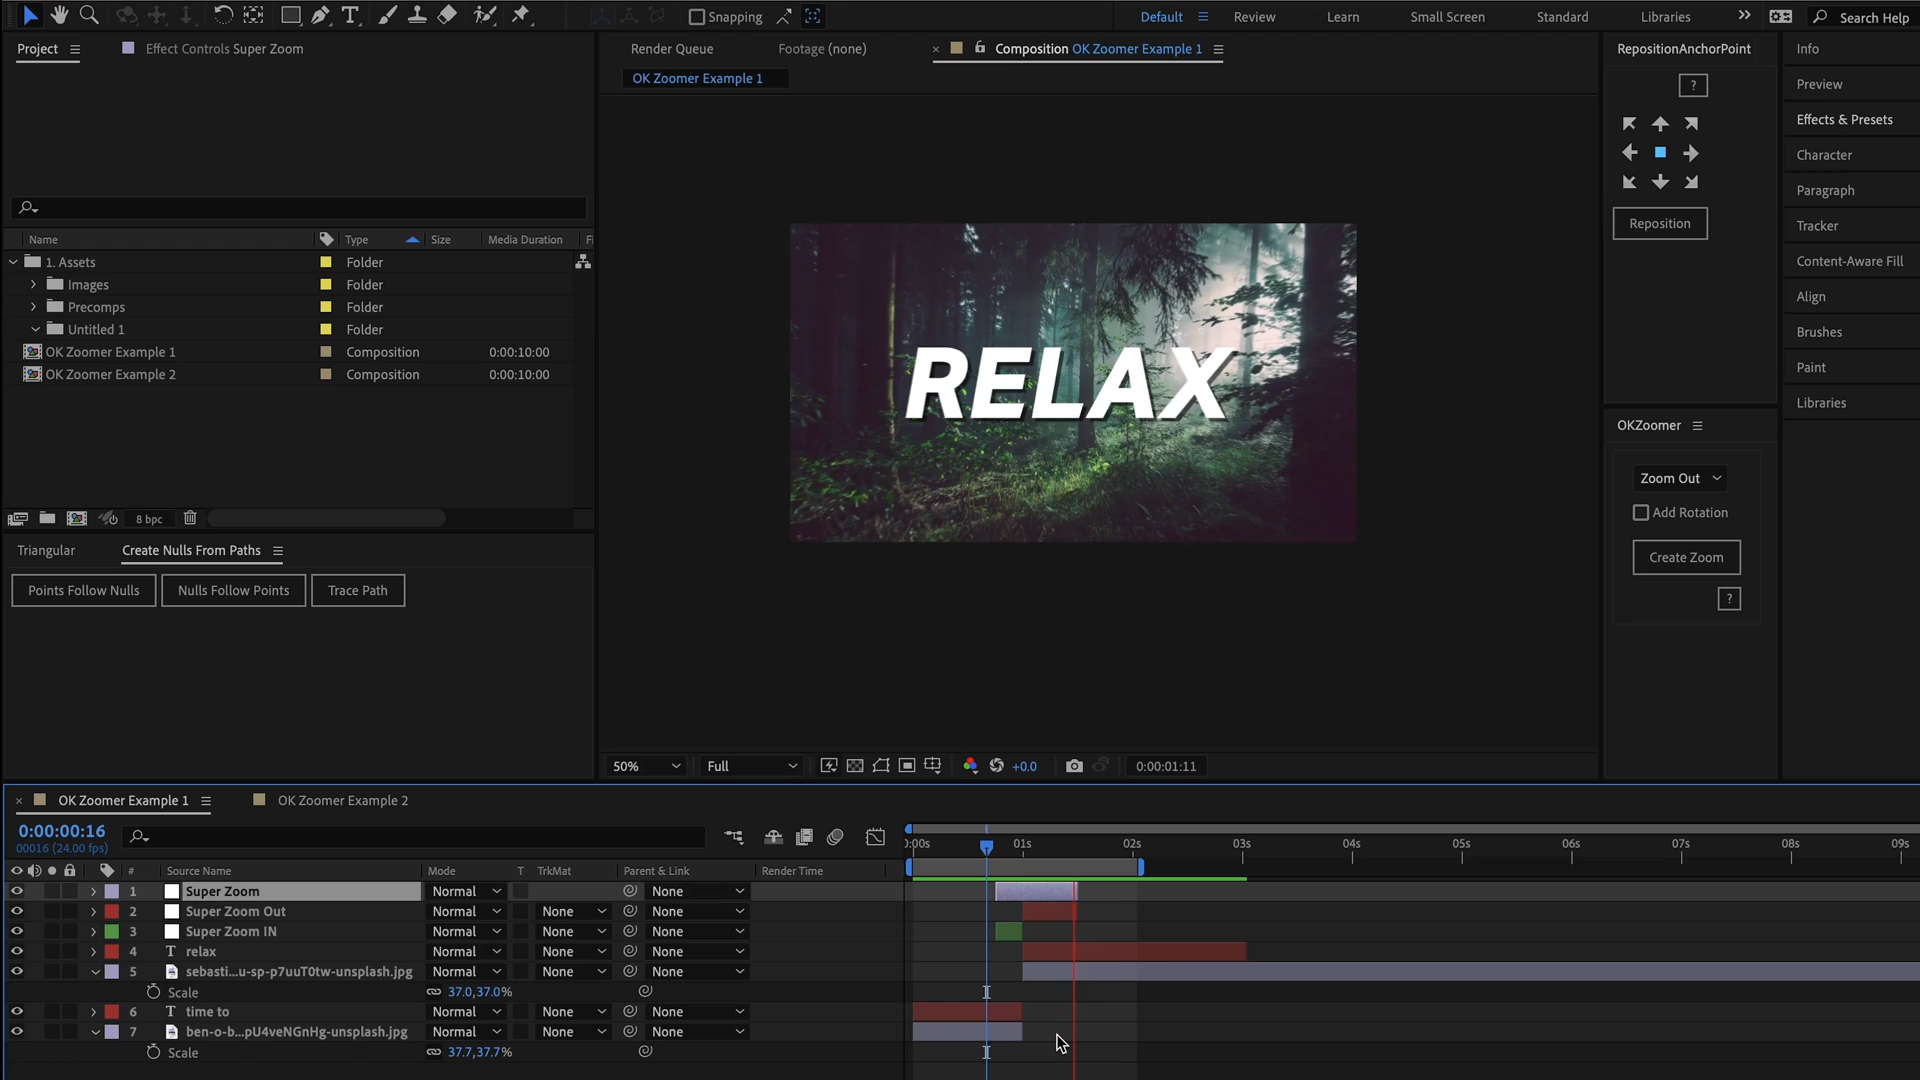 Snapping
Default
Review
Learn
Small Screen
Standard
Libraries
Search Help
Project
Effect Controls Super Zoom
Render Queue
Footage (none)
× Composition OK Zoomer Example 1
RepositionAnchorPoint
Info
OK Zoomer Example 1
?
Preview
Effects & Presets
Character
Paragraph
Reposition
Tracker
Content-Aware Fill
Align
Brushes
Paint
Libraries
Name Type Size Media Duration Fi
1. Assets Folder
Images Folder
Precomps Folder
Untitled 1 Folder
OK Zoomer Example 1 Composition 0:00:10:00
OK Zoomer Example 2 Composition 0:00:10:00
RELAX
OKZoomer
Zoom Out
Add Rotation
Create Zoom
?
8 bpc
Triangular
Create Nulls From Paths
Points Follow Nulls
Nulls Follow Points
Trace Path
50%
Full
+0.0
0:00:01:11
× OK Zoomer Example 1
OK Zoomer Example 2
0:00:00:16
00016 (24.00 fps)
0:00s 01s 02s 03s 04s 05s 06s 07s 08s 09s
# Source Name Mode T TrkMat Parent & Link Render Time
1 Super Zoom Normal None
2 Super Zoom Out Normal None None
3 Super Zoom IN Normal None None
4 T relax Normal None None
5 sebasti...u-sp-p7uuT0tw-unsplash.jpg Normal None None
Scale 37.0,37.0%
6 T time to Normal None None
7 ben-o-b...pU4veNGnHg-unsplash.jpg Normal None None
Scale 37.7,37.7%